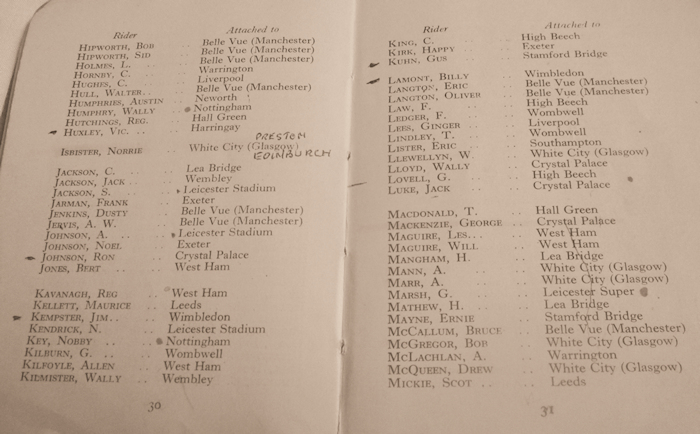 Rider Attached to
HIPWORTH, BOB .. Belle Vue (Manchester)
HIPWORTH, SID .. Belle Vue (Manchester)
HOLMES, L. .. Belle Vue (Manchester)
HORNBY, C. .. Warrington
HUGHES, C. .. Liverpool
HULL, WALTER .. Belle Vue (Manchester)
HUMPHRIES, AUSTIN .. Neworth
HUMPHRY, WALLY .. Nottingham
HUTCHINGS, REG. .. Hall Green
HUXLEY, VIC. .. Harringay
PRESTON
ISBISTER, NOBBIE .. White City (Glasgow)
EDINBURGH
JACKSON, C. .. Lea Bridge
JACKSON, JACK .. Wembley
JACKSON, S. .. Leicester Stadium
JARMAN, FRANK .. Exeter
JENKINS, DUSTY .. Belle Vue (Manchester)
JERVIS, A. W. .. Belle Vue (Manchester)
JOHNSON, A. .. Leicester Stadium
JOHNSON, NOEL .. Exeter
JOHNSON, RON .. Crystal Palace
JONES, BERT .. West Ham
KAVANAGH, REG .. West Ham
KELLETT, MAURICE .. Leeds
KEMPSTER, JIM .. Wimbledon
KENDRICK, N. .. Leicester Stadium
KEY, NOBBY .. Nottingham
KILBURN, G. .. Wombwell
KILFOYLE, ALLEN .. West Ham
KILMISTER, WALLY .. Wembley
30
Rider Attached to
KING, C. .. High Beech
KIRK, HAPPY .. Exeter
KUHN, GUS .. Stamford Bridge
LAMONT, BILLY .. Wimbledon
LANGTON, ERIC .. Belle Vue (Manchester)
LANGTON, OLIVER .. Belle Vue (Manchester)
LAW, F. .. High Beech
LEDGER, F. .. Wombwell
LEES, GINGER .. Liverpool
LINDLEY, T. .. Wombwell
LISTER, ERIC .. Southampton
LLEWELLYN, W. .. White City (Glasgow)
LLOYD, WALLY .. Crystal Palace
LOVELL, G. .. High Beech
LUKE, JACK .. Crystal Palace
MACDONALD, T. .. Hall Green
MACKENZIE, GEORGE .. Crystal Palace
MAGUIRE, LES. .. West Ham
MAGUIRE, WILL .. West Ham
MANGHAM, H. .. Lea Bridge
MANN, A. .. White City (Glasgow)
MARR, A. .. White City (Glasgow)
MARSH, G. .. Leicester Super
MATHEW, H. .. Lea Bridge
MAYNE, ERNIE .. Stamford Bridge
MCCALLUM, BRUCE .. Belle Vue (Manchester)
MCGREGOR, BOB .. White City (Glasgow)
MCLACHLAN, A. .. Warrington
MCQUEEN, DREW .. White City (Glasgow)
MICKIE, SCOT .. Leeds
31